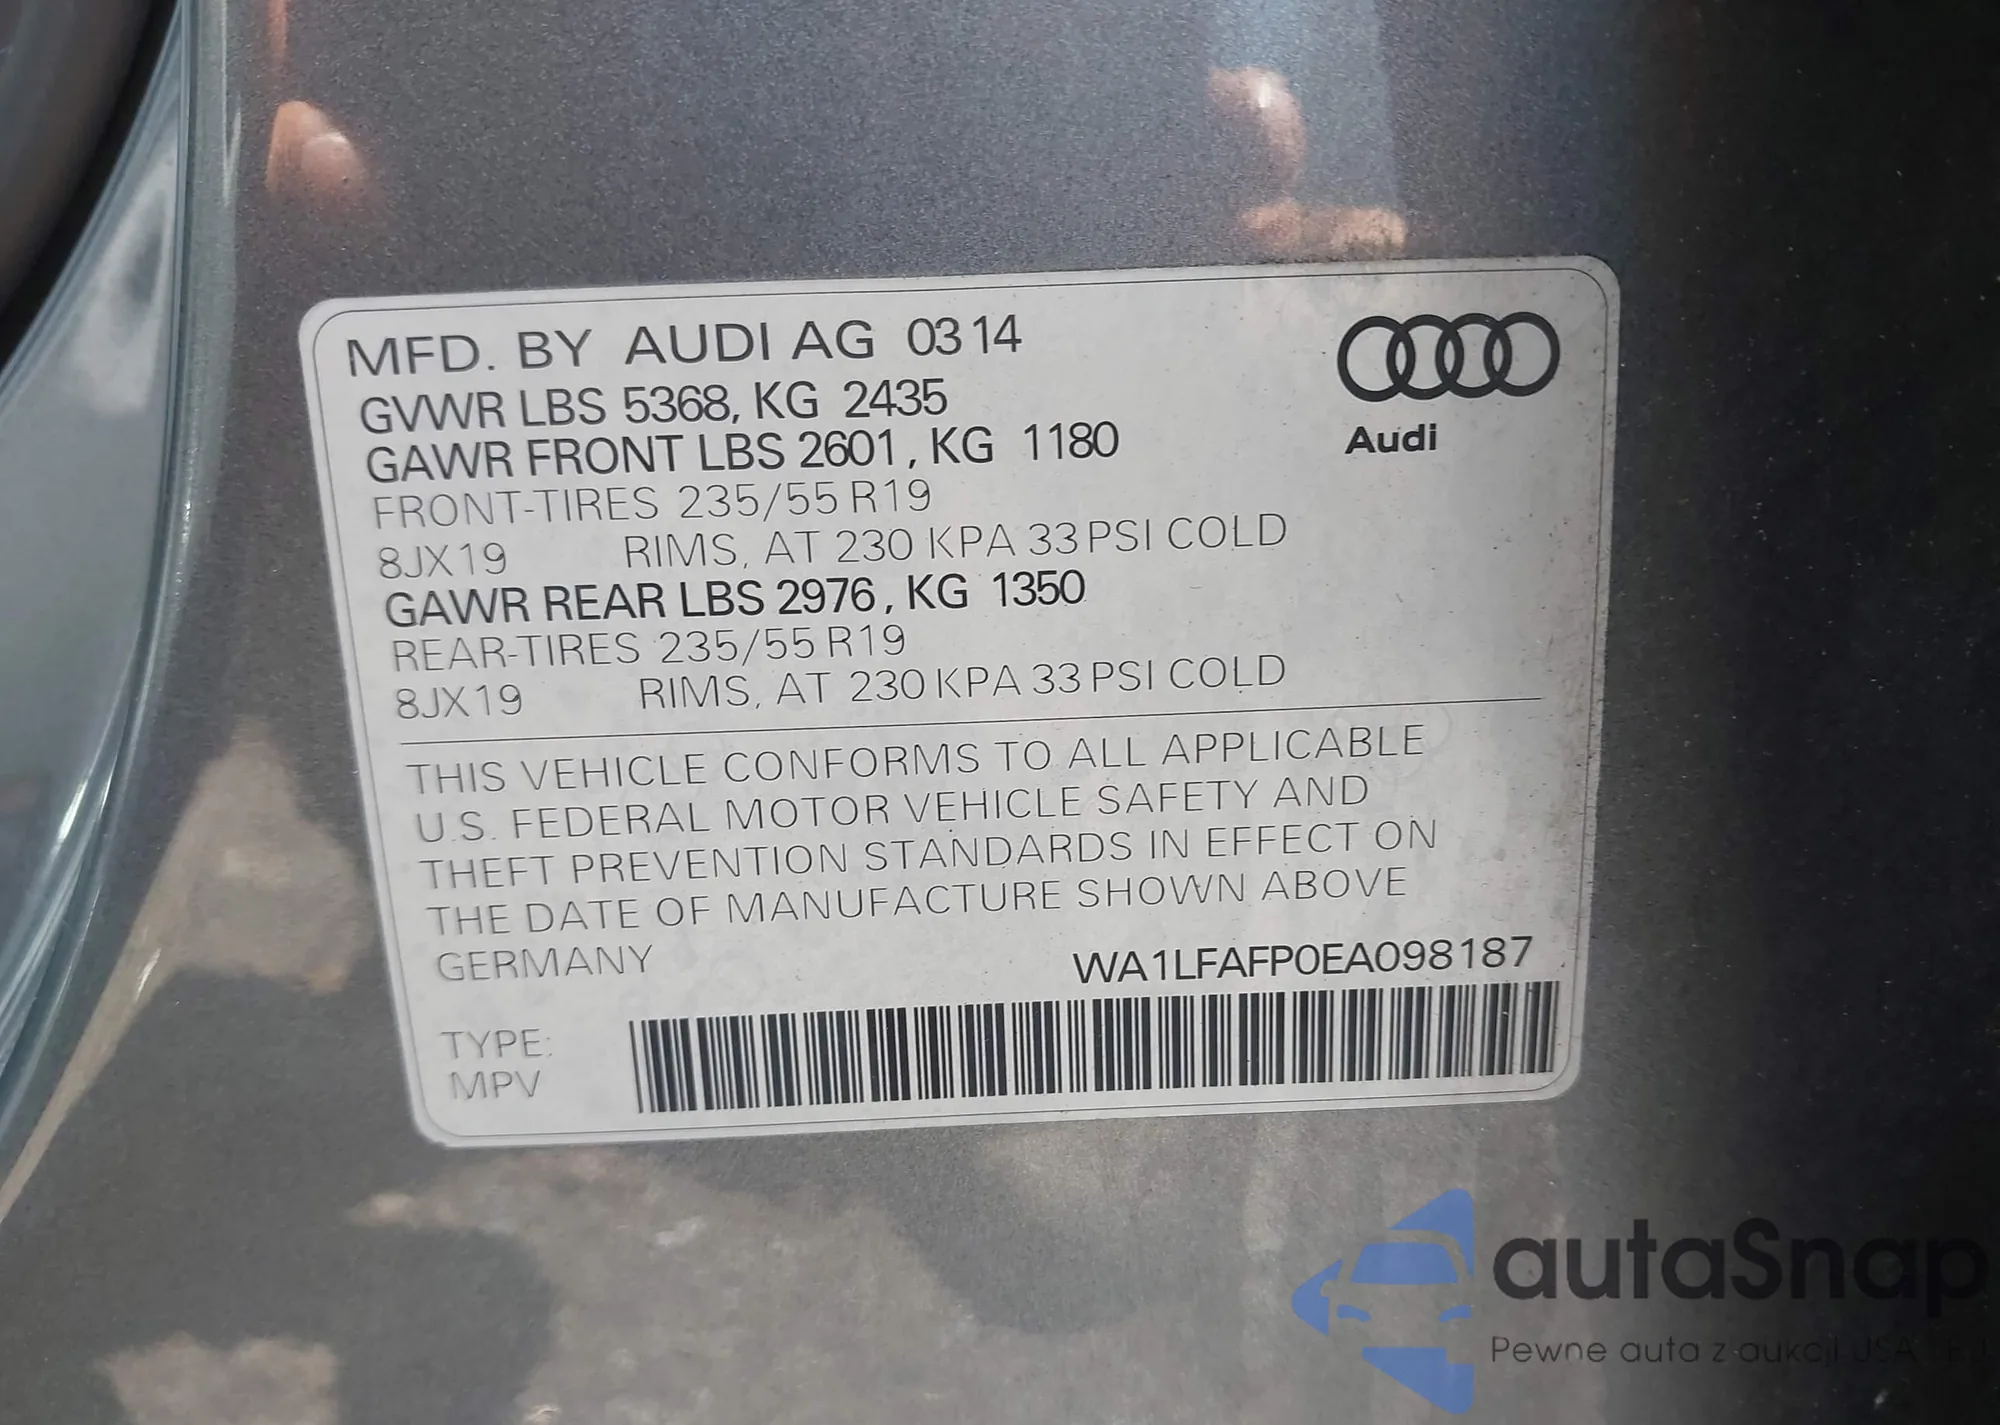 MFD. BY AUDI AG 03 14
GVWR LBS 5368, KG 2435
GAWR FRONT LBS 2601, KG 1180
FRONT-TIRES 235/55 R19
8JX19 RIMS, AT 230 KPA 33 PSI COLD
GAWR REAR LBS 2976, KG 1350
REAR-TIRES 235/55 R19
8JX19 RIMS, AT 230 KPA 33 PSI COLD
Audi
THIS VEHICLE CONFORMS TO ALL APPLICABLE
U.S. FEDERAL MOTOR VEHICLE SAFETY AND
THEFT PREVENTION STANDARDS IN EFFECT ON
THE DATE OF MANUFACTURE SHOWN ABOVE
GERMANY WA1LFAFP0EA098187
TYPE:
MPV
autaSnap
Pewne auta z aukcji USA